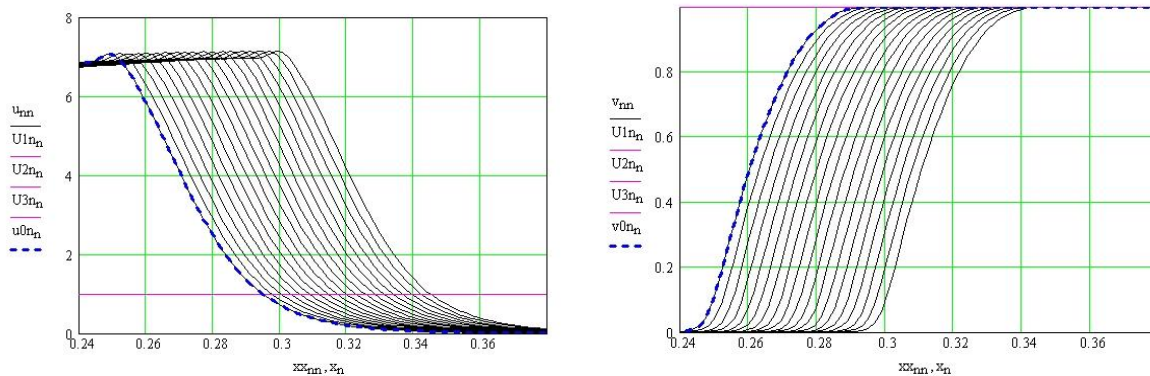 8
6
4
2
0
u_nn
U1n_n
U2n_n
U3n_n
u0n_n
0.24 0.26 0.28 0.3 0.32 0.34 0.36
xx_nn, x_n
0.8
0.6
0.4
0.2
0
v_nn
U1n_n
U2n_n
U3n_n
v0n_n
0.24 0.26 0.28 0.3 0.32 0.34 0.36
xx_nn, x_n